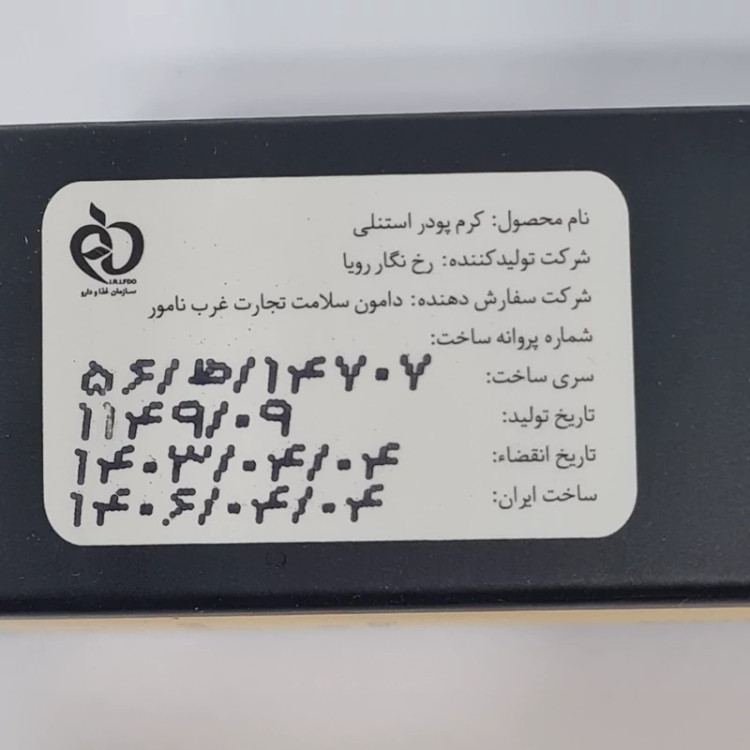 I.R.I.FDO
سازمان غذا و دارو
نام محصول: کرم پودر استنلی
شرکت تولیدکننده: رخ نگار رویا
شرکت سفارش دهنده: دامون سلامت تجارت غرب نامور
شماره پروانه ساخت:
سری ساخت: ۵۶/ظ/۱۴۷۰۷
تاریخ تولید: ۱۱۴۹/۰۹
تاریخ انقضاء: ۱۴۰۳/۰۴/۰۴
ساخت ایران: ۱۴۰۶/۰۴/۰۴